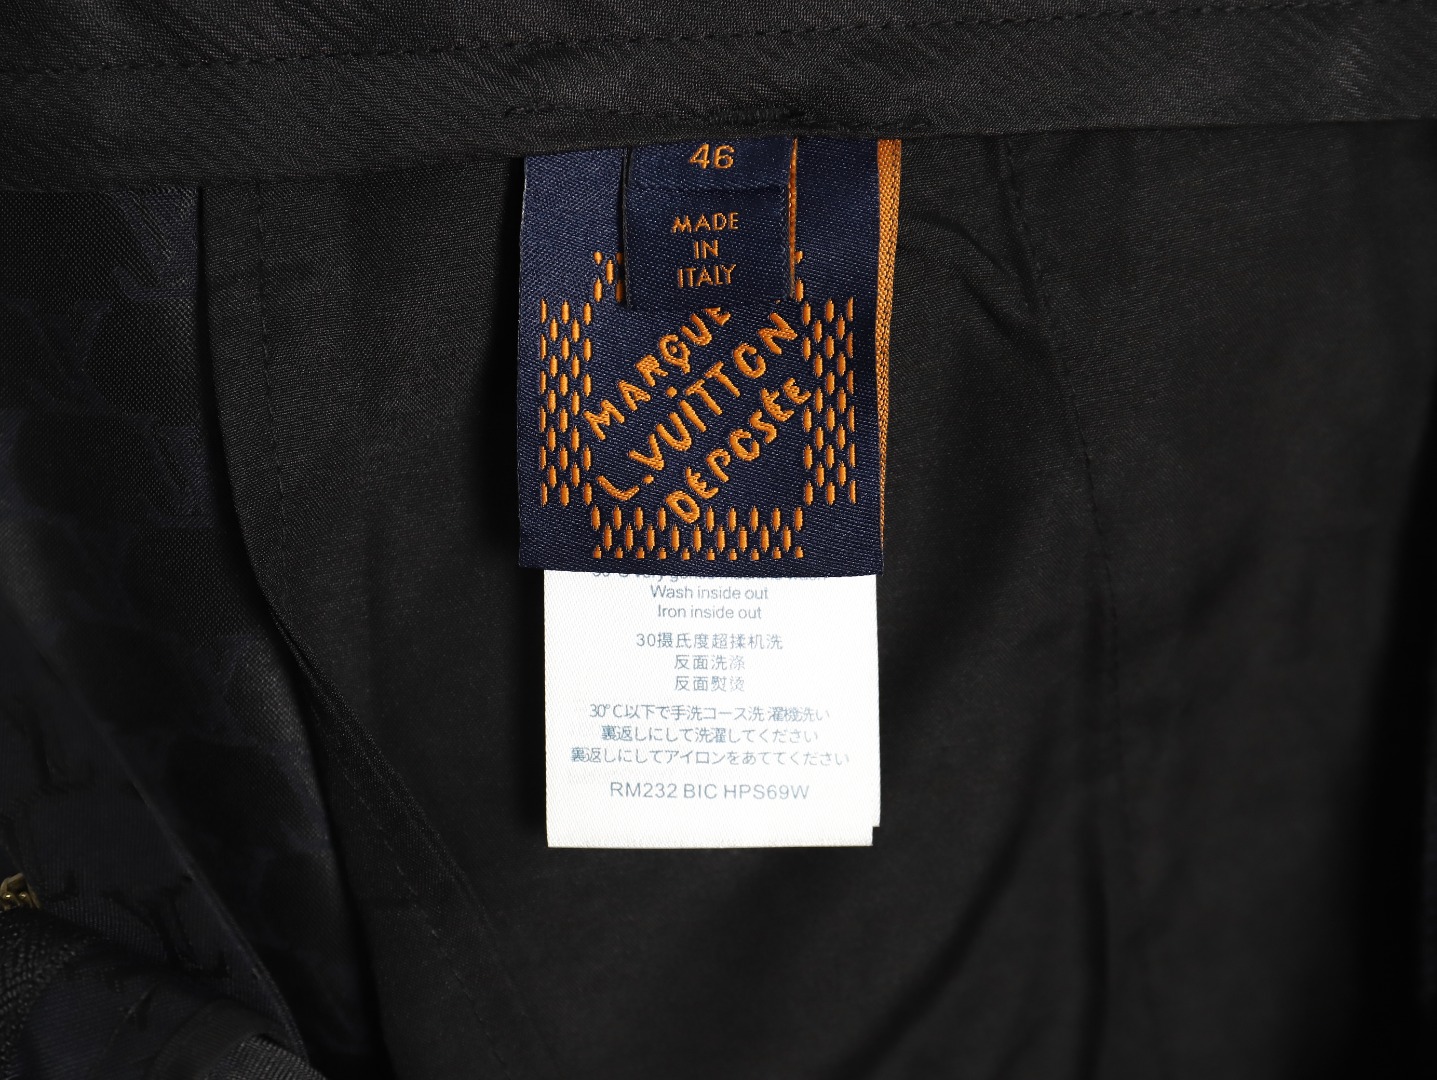 46
MADE
IN
ITALY
MARQUE
L.VUITTON
DÉPOSÉE
Wash inside out
Iron inside out
30摄氏度超揉机洗
反面洗涤
反面熨烫
30℃以下で手洗コース洗濯機洗い
裏返しにして洗濯してください
裏返しにしてアイロンをあててください
RM232 BIC HPS69W